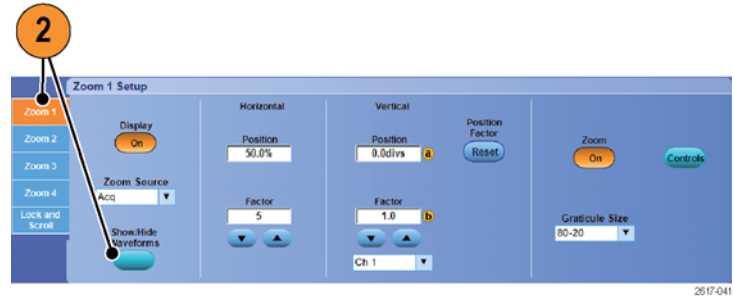 2
Zoom 1 Setup
Zoom 1
Zoom 2
Zoom 3
Zoom 4
Lock and
Scroll
Display
On
Zoom Source
Acq
Show/Hide
Waveforms
Horizontal
Position
50.0%
Factor
5
Vertical
Position
0.0divs
a
Factor
1.0
b
Ch 1
Position
Factor
Reset
Zoom
On
Controls
Graticule Size
80-20
2617-041